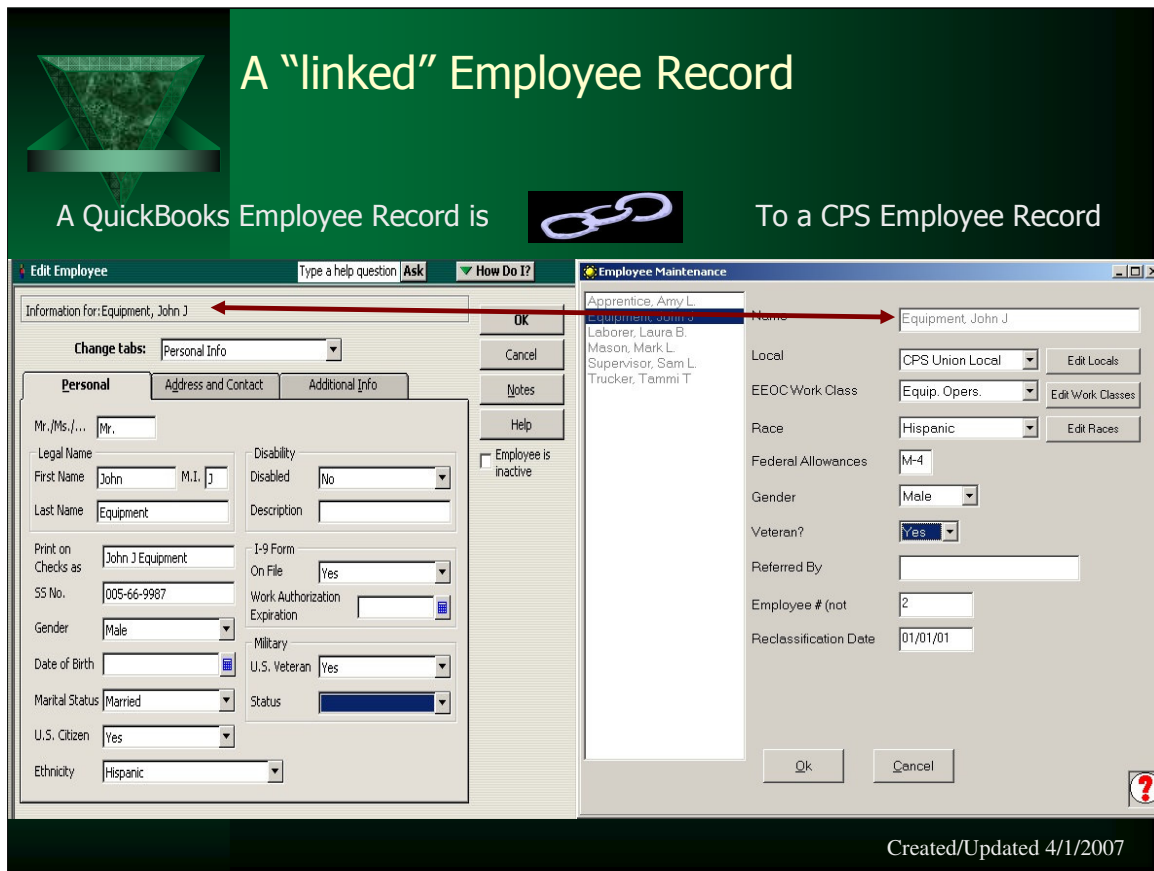 A “linked” Employee Record
A QuickBooks Employee Record is
To a CPS Employee Record
Edit Employee
Type a help question Ask
How Do I?
Information for:Equipment, John J
Change tabs: Personal Info
Personal Address and Contact Additional Info
Mr./Ms./... Mr.
Legal Name
First Name John M.I. J
Last Name Equipment
Print on
Checks as John J Equipment
SS No. 005-66-9987
Gender Male
Date of Birth
Marital Status Married
U.S. Citizen Yes
Ethnicity Hispanic
Disability
Disabled No
Description
I-9 Form
On File Yes
Work Authorization
Expiration
Military
U.S. Veteran Yes
Status
OK
Cancel
Notes
Help
Employee is
inactive
Employee Maintenance
Apprentice, Amy L.
Equipment, John J
Laborer, Laura B.
Mason, Mark L.
Supervisor, Sam L.
Trucker, Tammi T
Name Equipment, John J
Local CPS Union Local Edit Locals
EEOC Work Class Equip. Opers. Edit Work Classes
Race Hispanic Edit Races
Federal Allowances M-4
Gender Male
Veteran? Yes
Referred By
Employee # (not 2
Reclassification Date 01/01/01
Ok Cancel
?
Created/Updated 4/1/2007